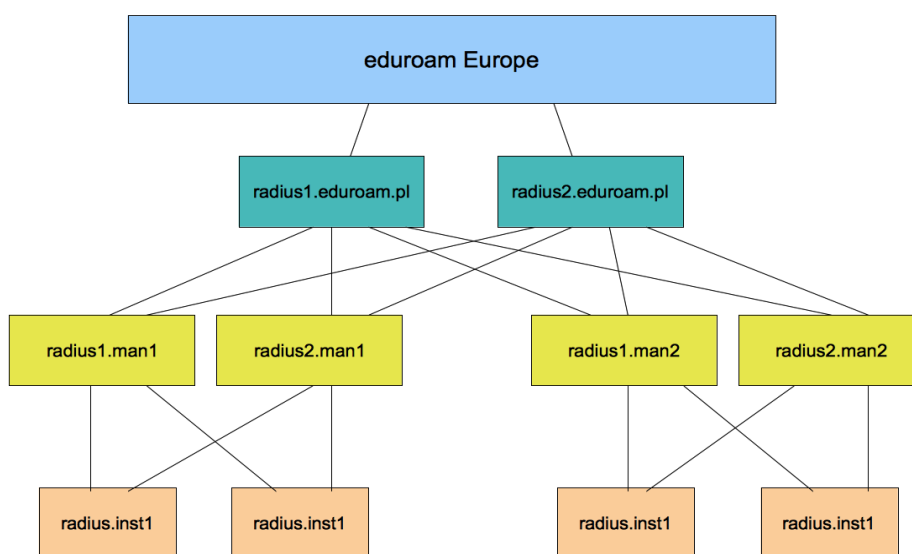 eduroam Europe
radius1.eduroam.pl
radius2.eduroam.pl
radius1.man1
radius2.man1
radius1.man2
radius2.man2
radius.inst1
radius.inst1
radius.inst1
radius.inst1